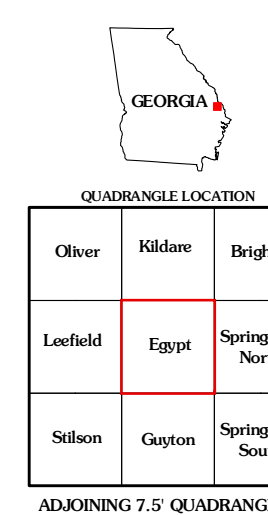 GEORGIA
QUADRANGLE LOCATION
Oliver Kildare Brigh
Leefield Egypt Spring
Nor
Stilson Guyton Spring
Sou
ADJOINING 7.5' QUADRANG